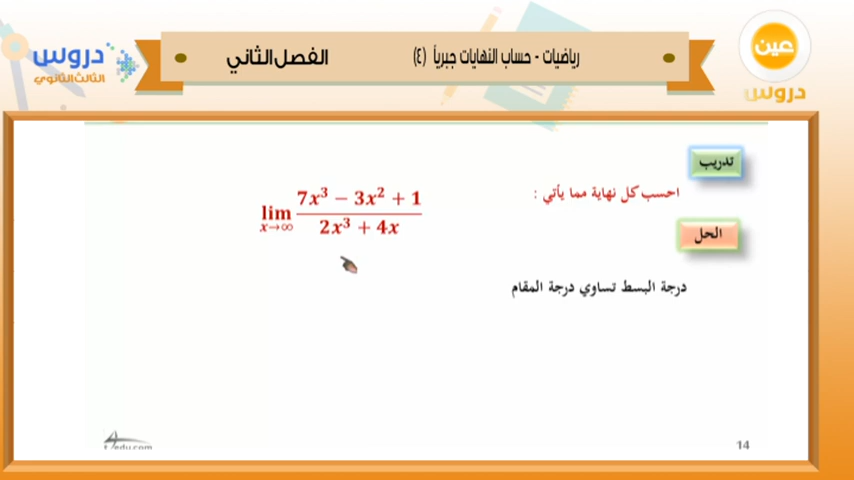 عين
دروس
رياضيات - حساب النهايات جبرياً (٤)
الفصل الثاني
دروس
الثالث الثانوي
تدريب
احسب كل نهاية مما يأتي :
lim x→∞ (7x³ − 3x² + 1) / (2x³ + 4x)
الحل
درجة البسط تساوي درجة المقام
14